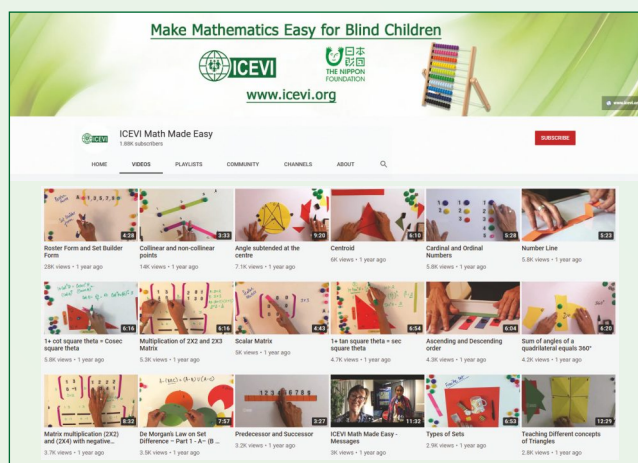 Make Mathematics Easy for Blind Children
ICEVI
日本
財団
THE NIPPON
FOUNDATION
www.icevi.org
ICEVI
ICEVI Math Made Easy
1.88K subscribers
SUBSCRIBE
HOME VIDEOS PLAYLISTS COMMUNITY CHANNELS ABOUT
4:28 3:33 9:20 6:10 5:28 5:23
Roster Form and Set Builder Collinear and non-collinear Angle subtended at the Centroid Cardinal and Ordinal Number Line
Form points centre Numbers
28K views • 1 year ago 14K views • 1 year ago 7.1K views • 1 year ago 6K views • 1 year ago 5.8K views • 1 year ago 5.8K views • 1 year ago
6:16 5:16 4:43 6:54 6:04 6:20
1+ cot square theta = Cosec Multiplication of 2X2 and 2X3 Scalar Matrix 1+ tan square theta = sec Ascending and Descending Sum of angles of a
square theta Matrix square theta order quadrilateral equals 360°
5.8K views • 1 year ago 5.3K views • 1 year ago 5K views • 1 year ago 4.7K views • 1 year ago 4.3K views • 1 year ago 4.2K views • 1 year ago
8:32 7:57 3:27 11:32 6:53 12:29
Matrix multiplication (2X2) De Morgan's Law on Set Predecessor and Successor ICEVI Math Made Easy - Types of Sets Teaching Different concepts
and (2X4) with negative... Difference – Part 1 - A– (B ... Messages of Triangles
3.7K views • 1 year ago 3.5K views • 1 year ago 3.2K views • 1 year ago 3K views • 1 year ago 2.9K views • 1 year ago 2.8K views • 1 year ago